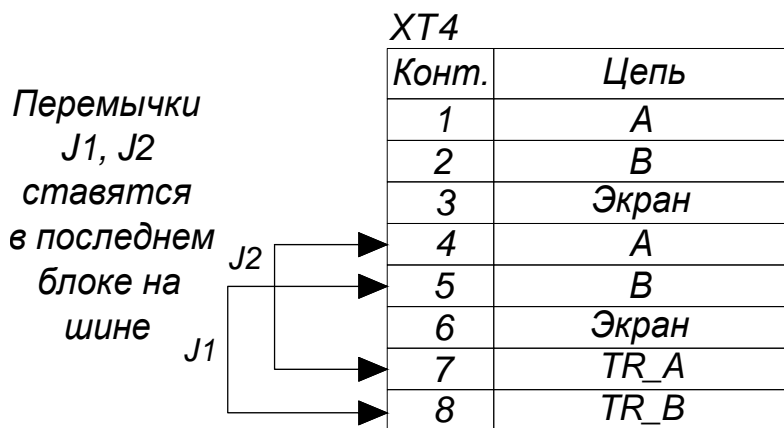 XT4
Конт. Цепь
1 A
2 B
3 Экран
4 A
5 B
6 Экран
7 TR_A
8 TR_B
Перемычки
J1, J2
ставятся
в последнем
блоке на
шине
J2
J1